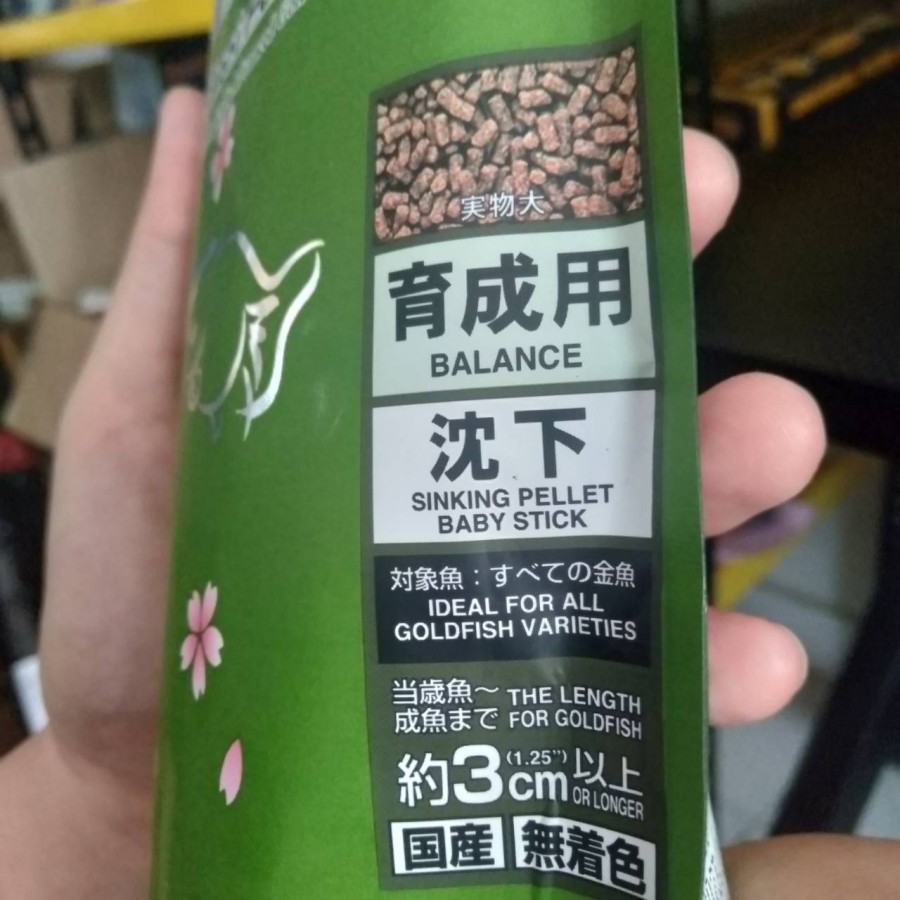 実物大
育成用
BALANCE
沈下
SINKING PELLET
BABY STICK
対象魚：すべての金魚
IDEAL FOR ALL
GOLDFISH VARIETIES
当歳魚～ THE LENGTH
成魚まで FOR GOLDFISH
約3cm (1.25") 以上
OR LONGER
国産 無着色